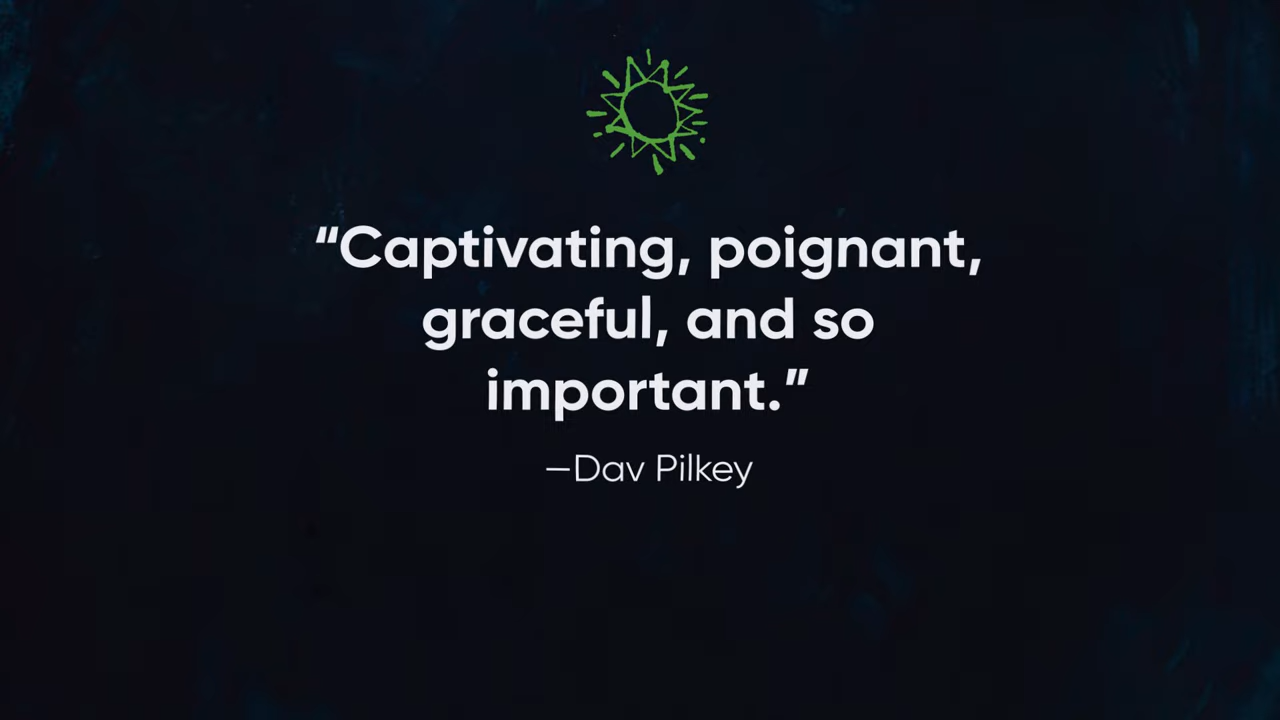 “Captivating, poignant,
graceful, and so
important.”
—Dav Pilkey